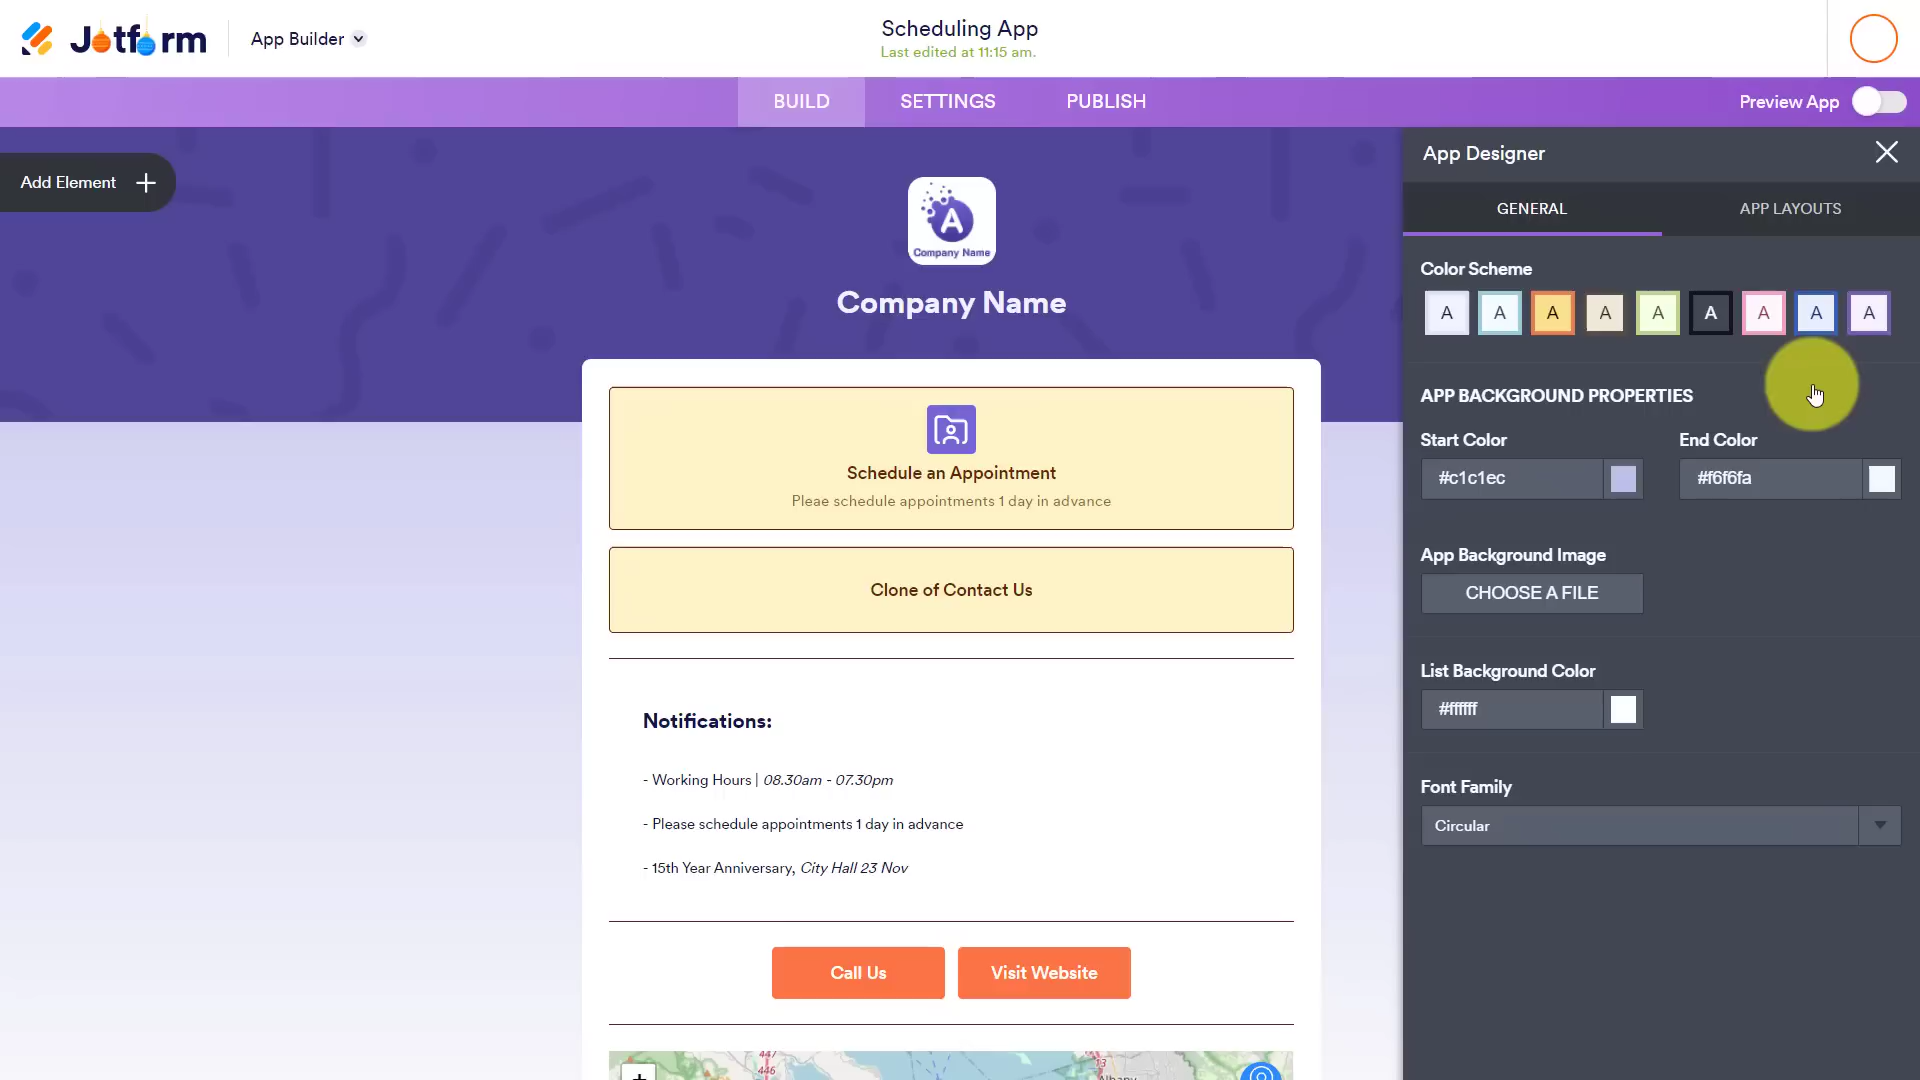 Jotform
App Builder
Scheduling App
Last edited at 11:15 am.
BUILD
SETTINGS
PUBLISH
Preview App
Add Element
A
Company Name
Company Name
Schedule an Appointment
Pleae schedule appointments 1 day in advance
Clone of Contact Us
Notifications:
- Working Hours | 08.30am - 07.30pm
- Please schedule appointments 1 day in advance
- 15th Year Anniversary, City Hall 23 Nov
Call Us
Visit Website
447
446
13
Albany
+
App Designer
GENERAL
APP LAYOUTS
Color Scheme
A A A A A A A A A
APP BACKGROUND PROPERTIES
Start Color
End Color
#c1c1ec
#f6f6fa
App Background Image
CHOOSE A FILE
List Background Color
#ffffff
Font Family
Circular